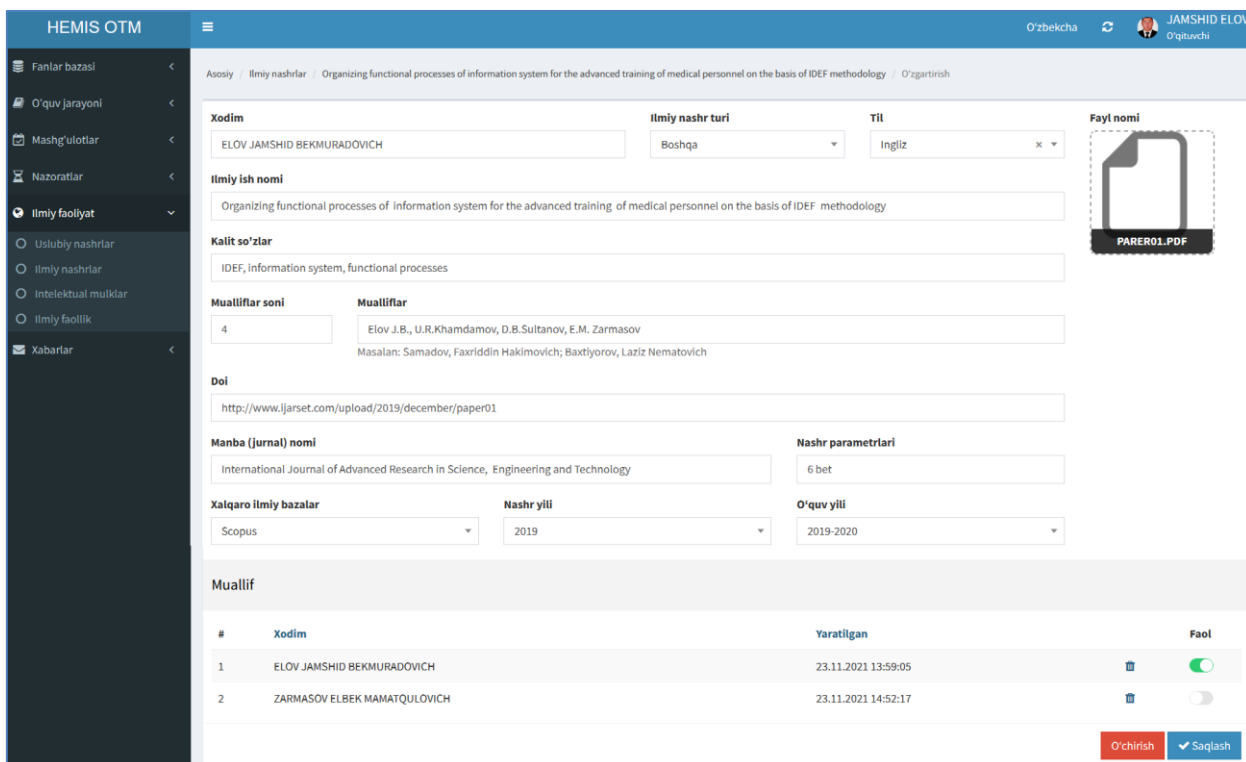 HEMIS OTM
O'zbekcha
JAMSHID ELOV
O'qituvchi
Fanlar bazasi
O'quv jarayoni
Mashg'ulotlar
Nazoratlar
Ilmiy faoliyat
Uslubiy nashrlar
Ilmiy nashrlar
Intelektual mulklar
Ilmiy faollik
Xabarlar
Asosiy / Ilmiy nashrlar / Organizing functional processes of information system for the advanced training of medical personnel on the basis of IDEF methodology / O'zgartirish
Xodim Ilmiy nashr turi Til Fayl nomi
ELOV JAMSHID BEKMURADOVICH Boshqa Ingliz × 
Ilmiy ish nomi
Organizing functional processes of information system for the advanced training of medical personnel on the basis of IDEF methodology
PARER01.PDF
Kalit so'zlar
IDEF, information system, functional processes
Mualliflar soni Mualliflar
4 Elov J.B., U.R.Khamdamov, D.B.Sultanov, E.M. Zarmasov
Masalan: Samadov, Faxriddin Hakimovich; Baxtiyorov, Laziz Nematovich
Doi
http://www.ijarset.com/upload/2019/december/paper01
Manba (jurnal) nomi Nashr parametrlari
International Journal of Advanced Research in Science, Engineering and Technology 6 bet
Xalqaro ilmiy bazalar Nashr yili O'quv yili
Scopus 2019 2019-2020
Muallif
# Xodim Yaratilgan Faol
1 ELOV JAMSHID BEKMURADOVICH 23.11.2021 13:59:05
2 ZARMASOV ELBEK MAMATQULOVICH 23.11.2021 14:52:17
O'chirish Saqlash